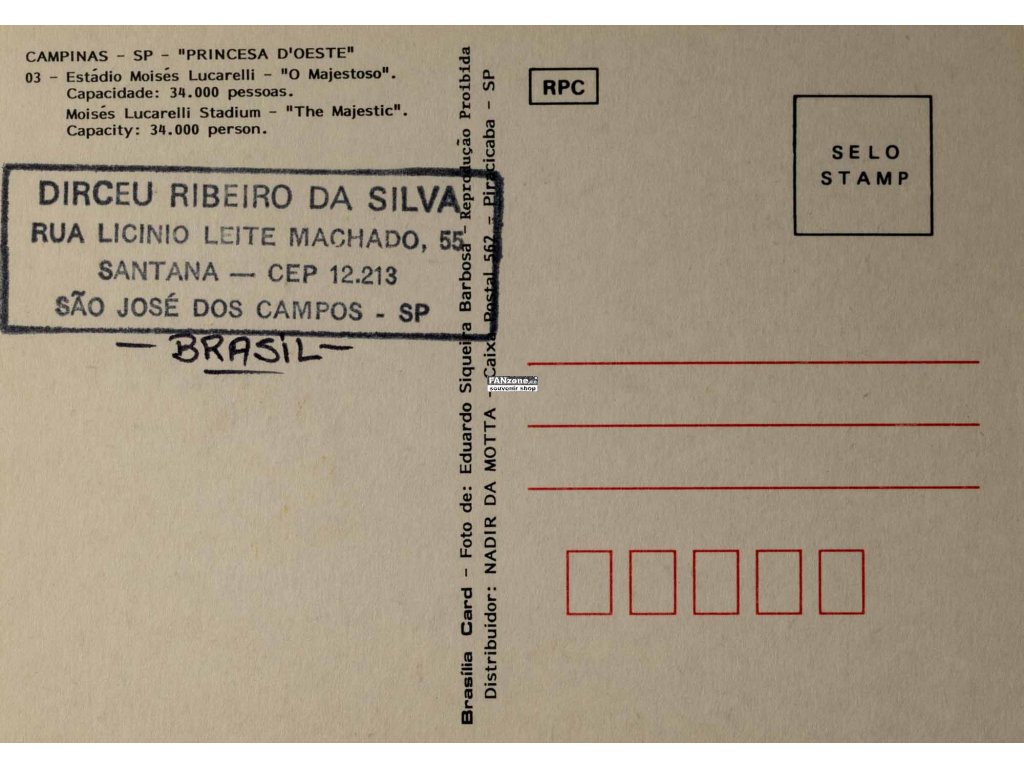 CAMPINAS - SP - "PRINCESA D'OESTE"
03 - Estádio Moisés Lucarelli - "O Majestoso".
Capacidade: 34.000 pessoas.
Moisés Lucarelli Stadium - "The Majestic".
Capacity: 34.000 person.
DIRCEU RIBEIRO DA SILVA
RUA LICINIO LEITE MACHADO, 55
SANTANA — CEP 12.213
SÃO JOSÉ DOS CAMPOS - SP
— BRASIL —
Brasília Card - Foto de: Eduardo Siqueira Barbosa - Reprodução Proibida
Distribuidor: NADIR DA MOTTA - Caixa Postal 567 - Piracicaba - SP
FANzone.cz
souvenir shop
RPC
SELO
STAMP